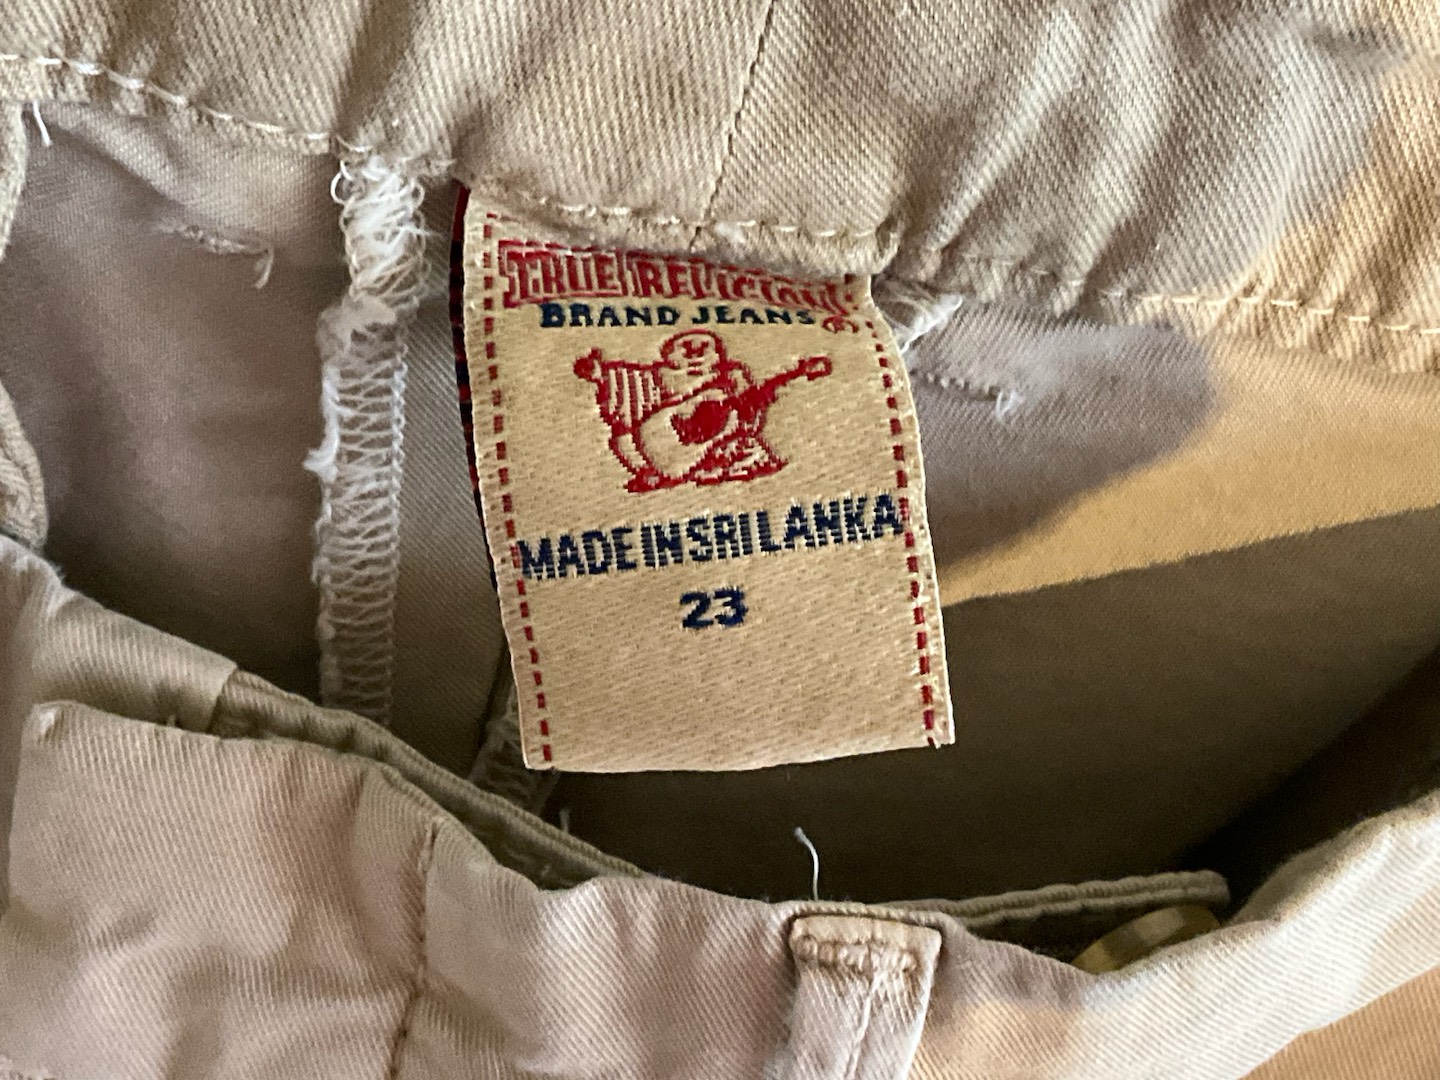 TRUE RELIGION
BRAND JEANS ®
MADE IN SRI LANKA
23